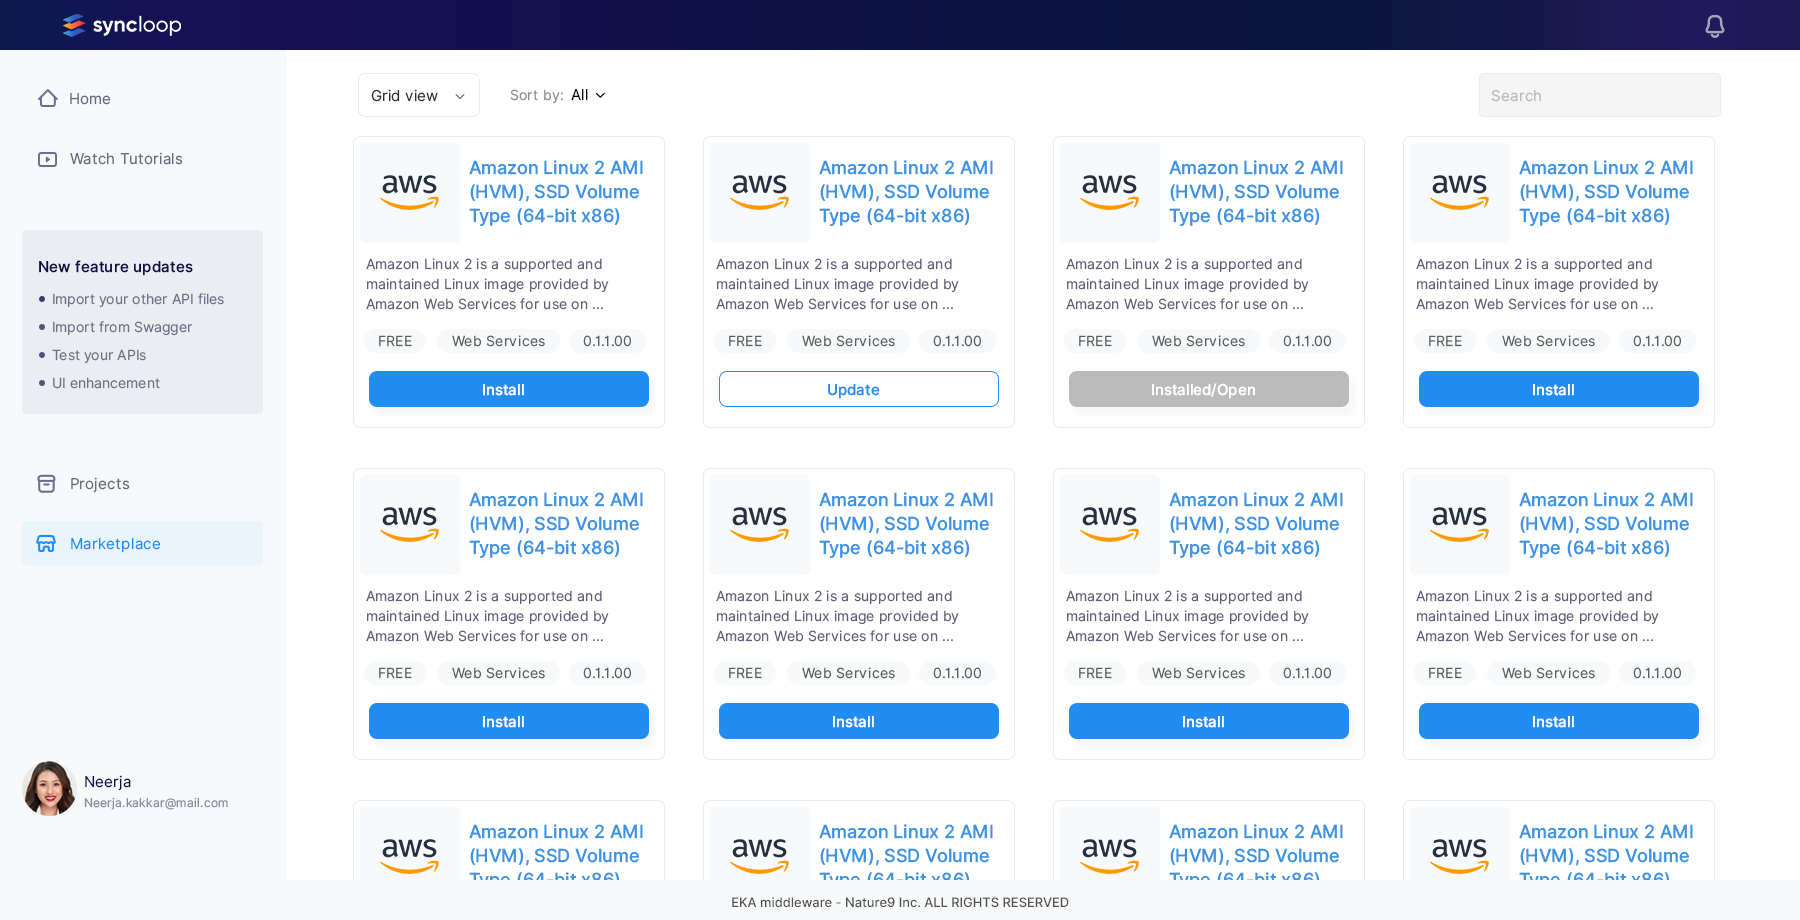 syncloop
Home
Watch Tutorials
New feature updates
Import your other API files
Import from Swagger
Test your APIs
UI enhancement
Projects
Marketplace
Neerja
Neerja.kakkar@mail.com
Grid view
Sort by: All
Search
aws
Amazon Linux 2 AMI
(HVM), SSD Volume
Type (64-bit x86)
Amazon Linux 2 is a supported and
maintained Linux image provided by
Amazon Web Services for use on ...
FREE Web Services 0.1.1.00
Install
aws
Amazon Linux 2 AMI
(HVM), SSD Volume
Type (64-bit x86)
Amazon Linux 2 is a supported and
maintained Linux image provided by
Amazon Web Services for use on ...
FREE Web Services 0.1.1.00
Update
aws
Amazon Linux 2 AMI
(HVM), SSD Volume
Type (64-bit x86)
Amazon Linux 2 is a supported and
maintained Linux image provided by
Amazon Web Services for use on ...
FREE Web Services 0.1.1.00
Installed/Open
aws
Amazon Linux 2 AMI
(HVM), SSD Volume
Type (64-bit x86)
Amazon Linux 2 is a supported and
maintained Linux image provided by
Amazon Web Services for use on ...
FREE Web Services 0.1.1.00
Install
aws
Amazon Linux 2 AMI
(HVM), SSD Volume
Type (64-bit x86)
Amazon Linux 2 is a supported and
maintained Linux image provided by
Amazon Web Services for use on ...
FREE Web Services 0.1.1.00
Install
aws
Amazon Linux 2 AMI
(HVM), SSD Volume
Type (64-bit x86)
Amazon Linux 2 is a supported and
maintained Linux image provided by
Amazon Web Services for use on ...
FREE Web Services 0.1.1.00
Install
aws
Amazon Linux 2 AMI
(HVM), SSD Volume
Type (64-bit x86)
Amazon Linux 2 is a supported and
maintained Linux image provided by
Amazon Web Services for use on ...
FREE Web Services 0.1.1.00
Install
aws
Amazon Linux 2 AMI
(HVM), SSD Volume
Type (64-bit x86)
Amazon Linux 2 is a supported and
maintained Linux image provided by
Amazon Web Services for use on ...
FREE Web Services 0.1.1.00
Install
aws
Amazon Linux 2 AMI
(HVM), SSD Volume
Type (64-bit x86)
aws
Amazon Linux 2 AMI
(HVM), SSD Volume
Type (64-bit x86)
aws
Amazon Linux 2 AMI
(HVM), SSD Volume
Type (64-bit x86)
aws
Amazon Linux 2 AMI
(HVM), SSD Volume
Type (64-bit x86)
EKA middleware - Nature9 Inc. ALL RIGHTS RESERVED